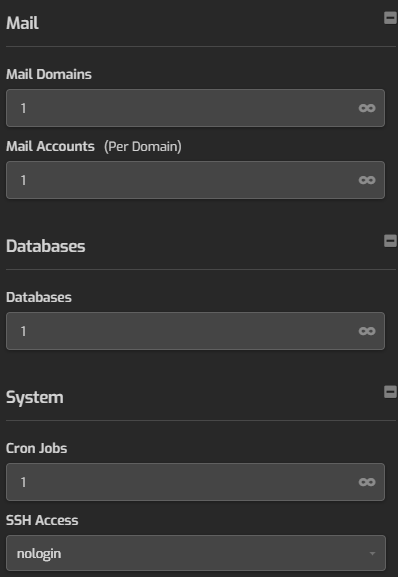 Mail
Mail Domains
1
Mail Accounts (Per Domain)
1
Databases
Databases
1
System
Cron Jobs
1
SSH Access
nologin